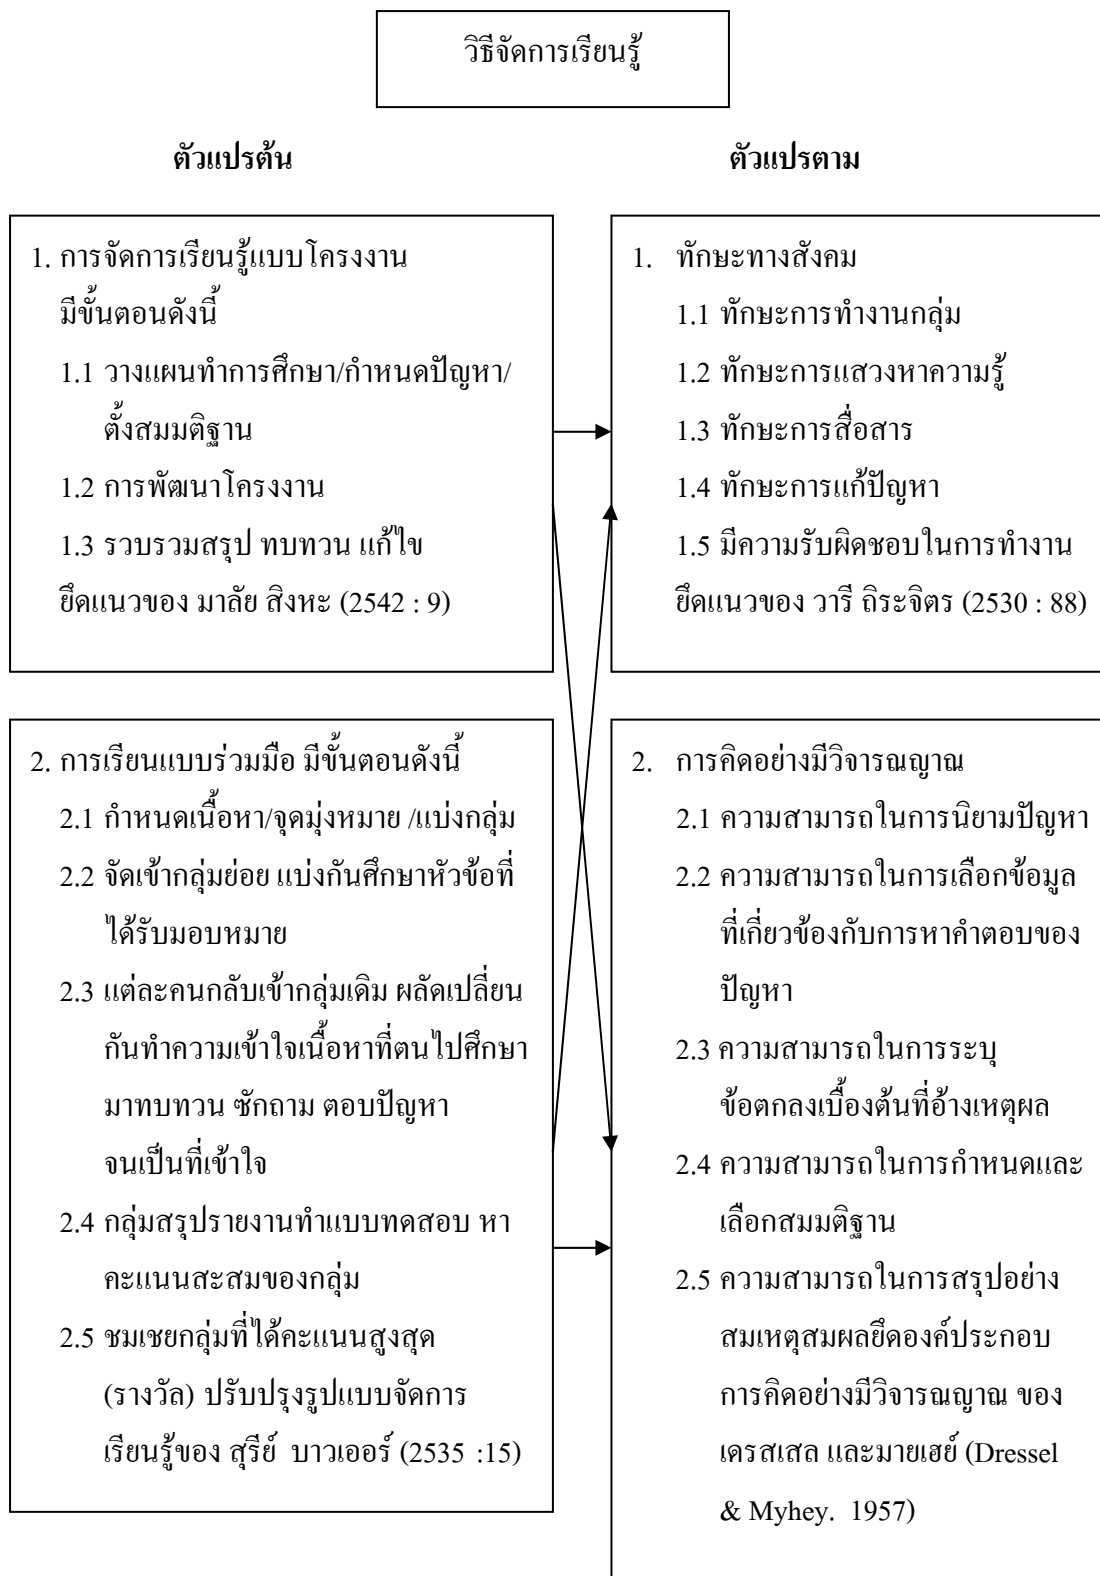 วิธีจัดการเรียนรู้
ตัวแปรต้น
ตัวแปรตาม
1. การจัดการเรียนรู้แบบโครงงาน
มีขั้นตอนดังนี้
1.1 วางแผนทำการศึกษา/กำหนดปัญหา/
ตั้งสมมติฐาน
1.2 การพัฒนาโครงงาน
1.3 รวบรวมสรุป ทบทวน แก้ไข
ยึดแนวของ มาลัย สิงหะ (2542 : 9)
1. ทักษะทางสังคม
1.1 ทักษะการทำงานกลุ่ม
1.2 ทักษะการแสวงหาความรู้
1.3 ทักษะการสื่อสาร
1.4 ทักษะการแก้ปัญหา
1.5 มีความรับผิดชอบในการทำงาน
ยึดแนวของ วารี ถิระจิตร (2530 : 88)
2. การเรียนแบบร่วมมือ มีขั้นตอนดังนี้
2.1 กำหนดเนื้อหา/จุดมุ่งหมาย /แบ่งกลุ่ม
2.2 จัดเข้ากลุ่มย่อย แบ่งกันศึกษาหัวข้อที่
ได้รับมอบหมาย
2.3 แต่ละคนกลับเข้ากลุ่มเดิม ผลัดเปลี่ยน
กันทำความเข้าใจเนื้อหาที่ตนไปศึกษา
มาทบทวน ซักถาม ตอบปัญหา
จนเป็นที่เข้าใจ
2.4 กลุ่มสรุปรายงานทำแบบทดสอบ หา
คะแนนสะสมของกลุ่ม
2.5 ชมเชยกลุ่มที่ได้คะแนนสูงสุด
(รางวัล) ปรับปรุงรูปแบบจัดการ
เรียนรู้ของ สุรีย์ บาวเออร์ (2535 :15)
2. การคิดอย่างมีวิจารณญาณ
2.1 ความสามารถในการนิยามปัญหา
2.2 ความสามารถในการเลือกข้อมูล
ที่เกี่ยวข้องกับการหาคำตอบของ
ปัญหา
2.3 ความสามารถในการระบุ
ข้อตกลงเบื้องต้นที่อ้างเหตุผล
2.4 ความสามารถในการกำหนดและ
เลือกสมมติฐาน
2.5 ความสามารถในการสรุปอย่าง
สมเหตุสมผลยึดองค์ประกอบ
การคิดอย่างมีวิจารณญาณ ของ
เดรสเสล และมายเฮย์ (Dressel
& Myhey. 1957)